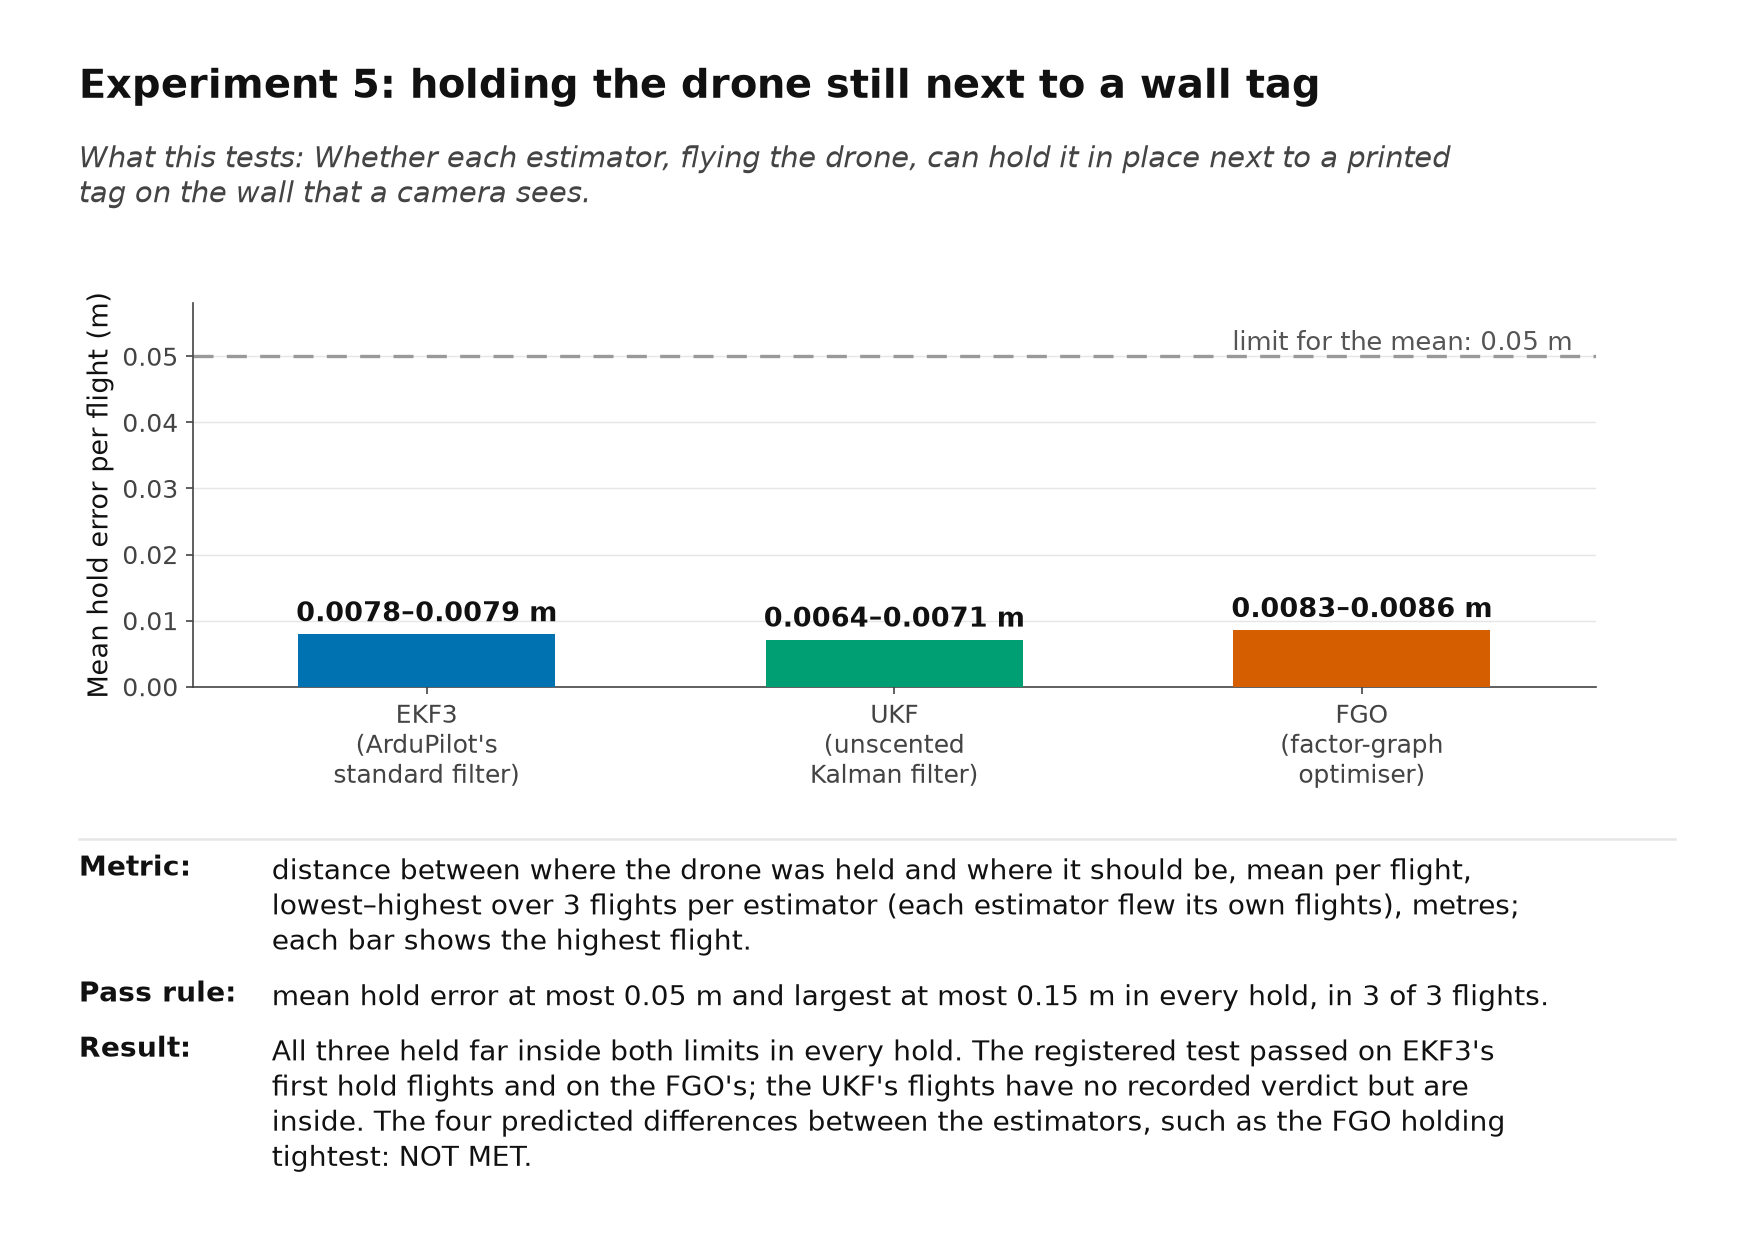 Experiment 5: holding the drone still next to a wall tag
What this tests: Whether each estimator, flying the drone, can hold it in place next to a printed
tag on the wall that a camera sees.
Mean hold error per flight (m)
0.05
0.04
0.03
0.02
0.01
0.00
limit for the mean: 0.05 m
0.0078–0.0079 m
0.0064–0.0071 m
0.0083–0.0086 m
EKF3
(ArduPilot's
standard filter)
UKF
(unscented
Kalman filter)
FGO
(factor-graph
optimiser)
Metric: distance between where the drone was held and where it should be, mean per flight,
lowest–highest over 3 flights per estimator (each estimator flew its own flights), metres;
each bar shows the highest flight.
Pass rule: mean hold error at most 0.05 m and largest at most 0.15 m in every hold, in 3 of 3 flights.
Result: All three held far inside both limits in every hold. The registered test passed on EKF3's
first hold flights and on the FGO's; the UKF's flights have no recorded verdict but are
inside. The four predicted differences between the estimators, such as the FGO holding
tightest: NOT MET.